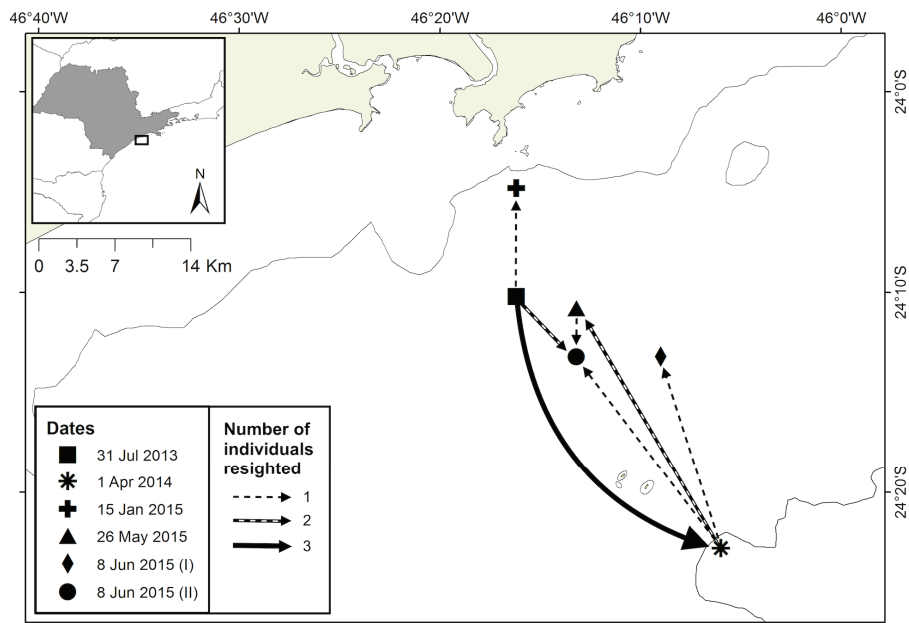 46°40'W 46°30'W 46°20'W 46°10'W 46°0'W
N
0 3.5 7 14 Km
24°0'S
24°10'S
24°20'S
Dates
31 Jul 2013
1 Apr 2014
15 Jan 2015
26 May 2015
8 Jun 2015 (I)
8 Jun 2015 (II)
Number of
individuals
resighted
1
2
3